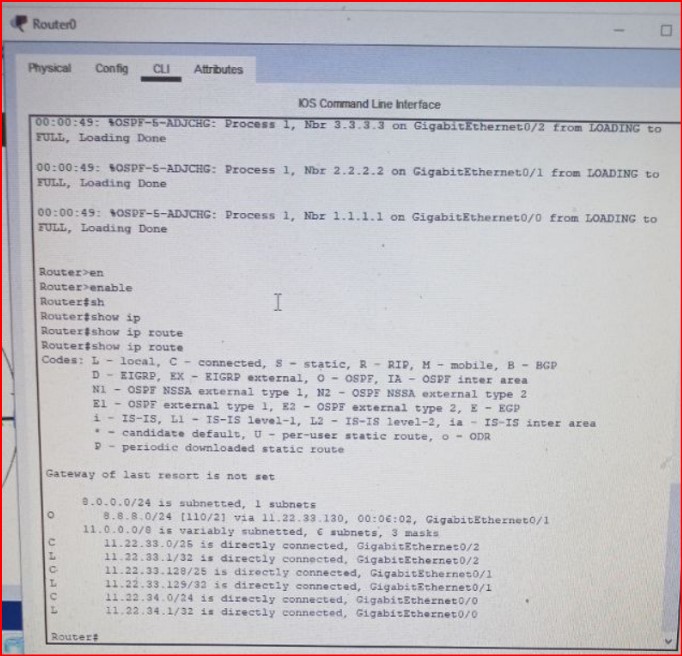 Router0
Physical Config CLI Attributes
IOS Command Line Interface
00:00:49: %OSPF-5-ADJCHG: Process 1, Nbr 3.3.3.3 on GigabitEthernet0/2 from LOADING to
FULL, Loading Done
00:00:49: %OSPF-5-ADJCHG: Process 1, Nbr 2.2.2.2 on GigabitEthernet0/1 from LOADING to
FULL, Loading Done
00:00:49: %OSPF-5-ADJCHG: Process 1, Nbr 1.1.1.1 on GigabitEthernet0/0 from LOADING to
FULL, Loading Done
Router>en
Router>enable
Router#sh
Router#show ip
Router#show ip route
Router#show ip route
Codes: L - local, C - connected, S - static, R - RIP, M - mobile, B - BGP
D - EIGRP, EX - EIGRP external, O - OSPF, IA - OSPF inter area
N1 - OSPF NSSA external type 1, N2 - OSPF NSSA external type 2
E1 - OSPF external type 1, E2 - OSPF external type 2, E - EGP
i - IS-IS, L1 - IS-IS level-1, L2 - IS-IS level-2, ia - IS-IS inter area
* - candidate default, U - per-user static route, o - ODR
P - periodic downloaded static route
Gateway of last resort is not set
8.0.0.0/24 is subnetted, 1 subnets
O 8.8.8.0/24 [110/2] via 11.22.33.130, 00:06:02, GigabitEthernet0/1
11.0.0.0/8 is variably subnetted, 6 subnets, 3 masks
C 11.22.33.0/25 is directly connected, GigabitEthernet0/2
L 11.22.33.1/32 is directly connected, GigabitEthernet0/2
C 11.22.33.128/25 is directly connected, GigabitEthernet0/1
L 11.22.33.129/32 is directly connected, GigabitEthernet0/1
C 11.22.34.0/24 is directly connected, GigabitEthernet0/0
L 11.22.34.1/32 is directly connected, GigabitEthernet0/0
Router#